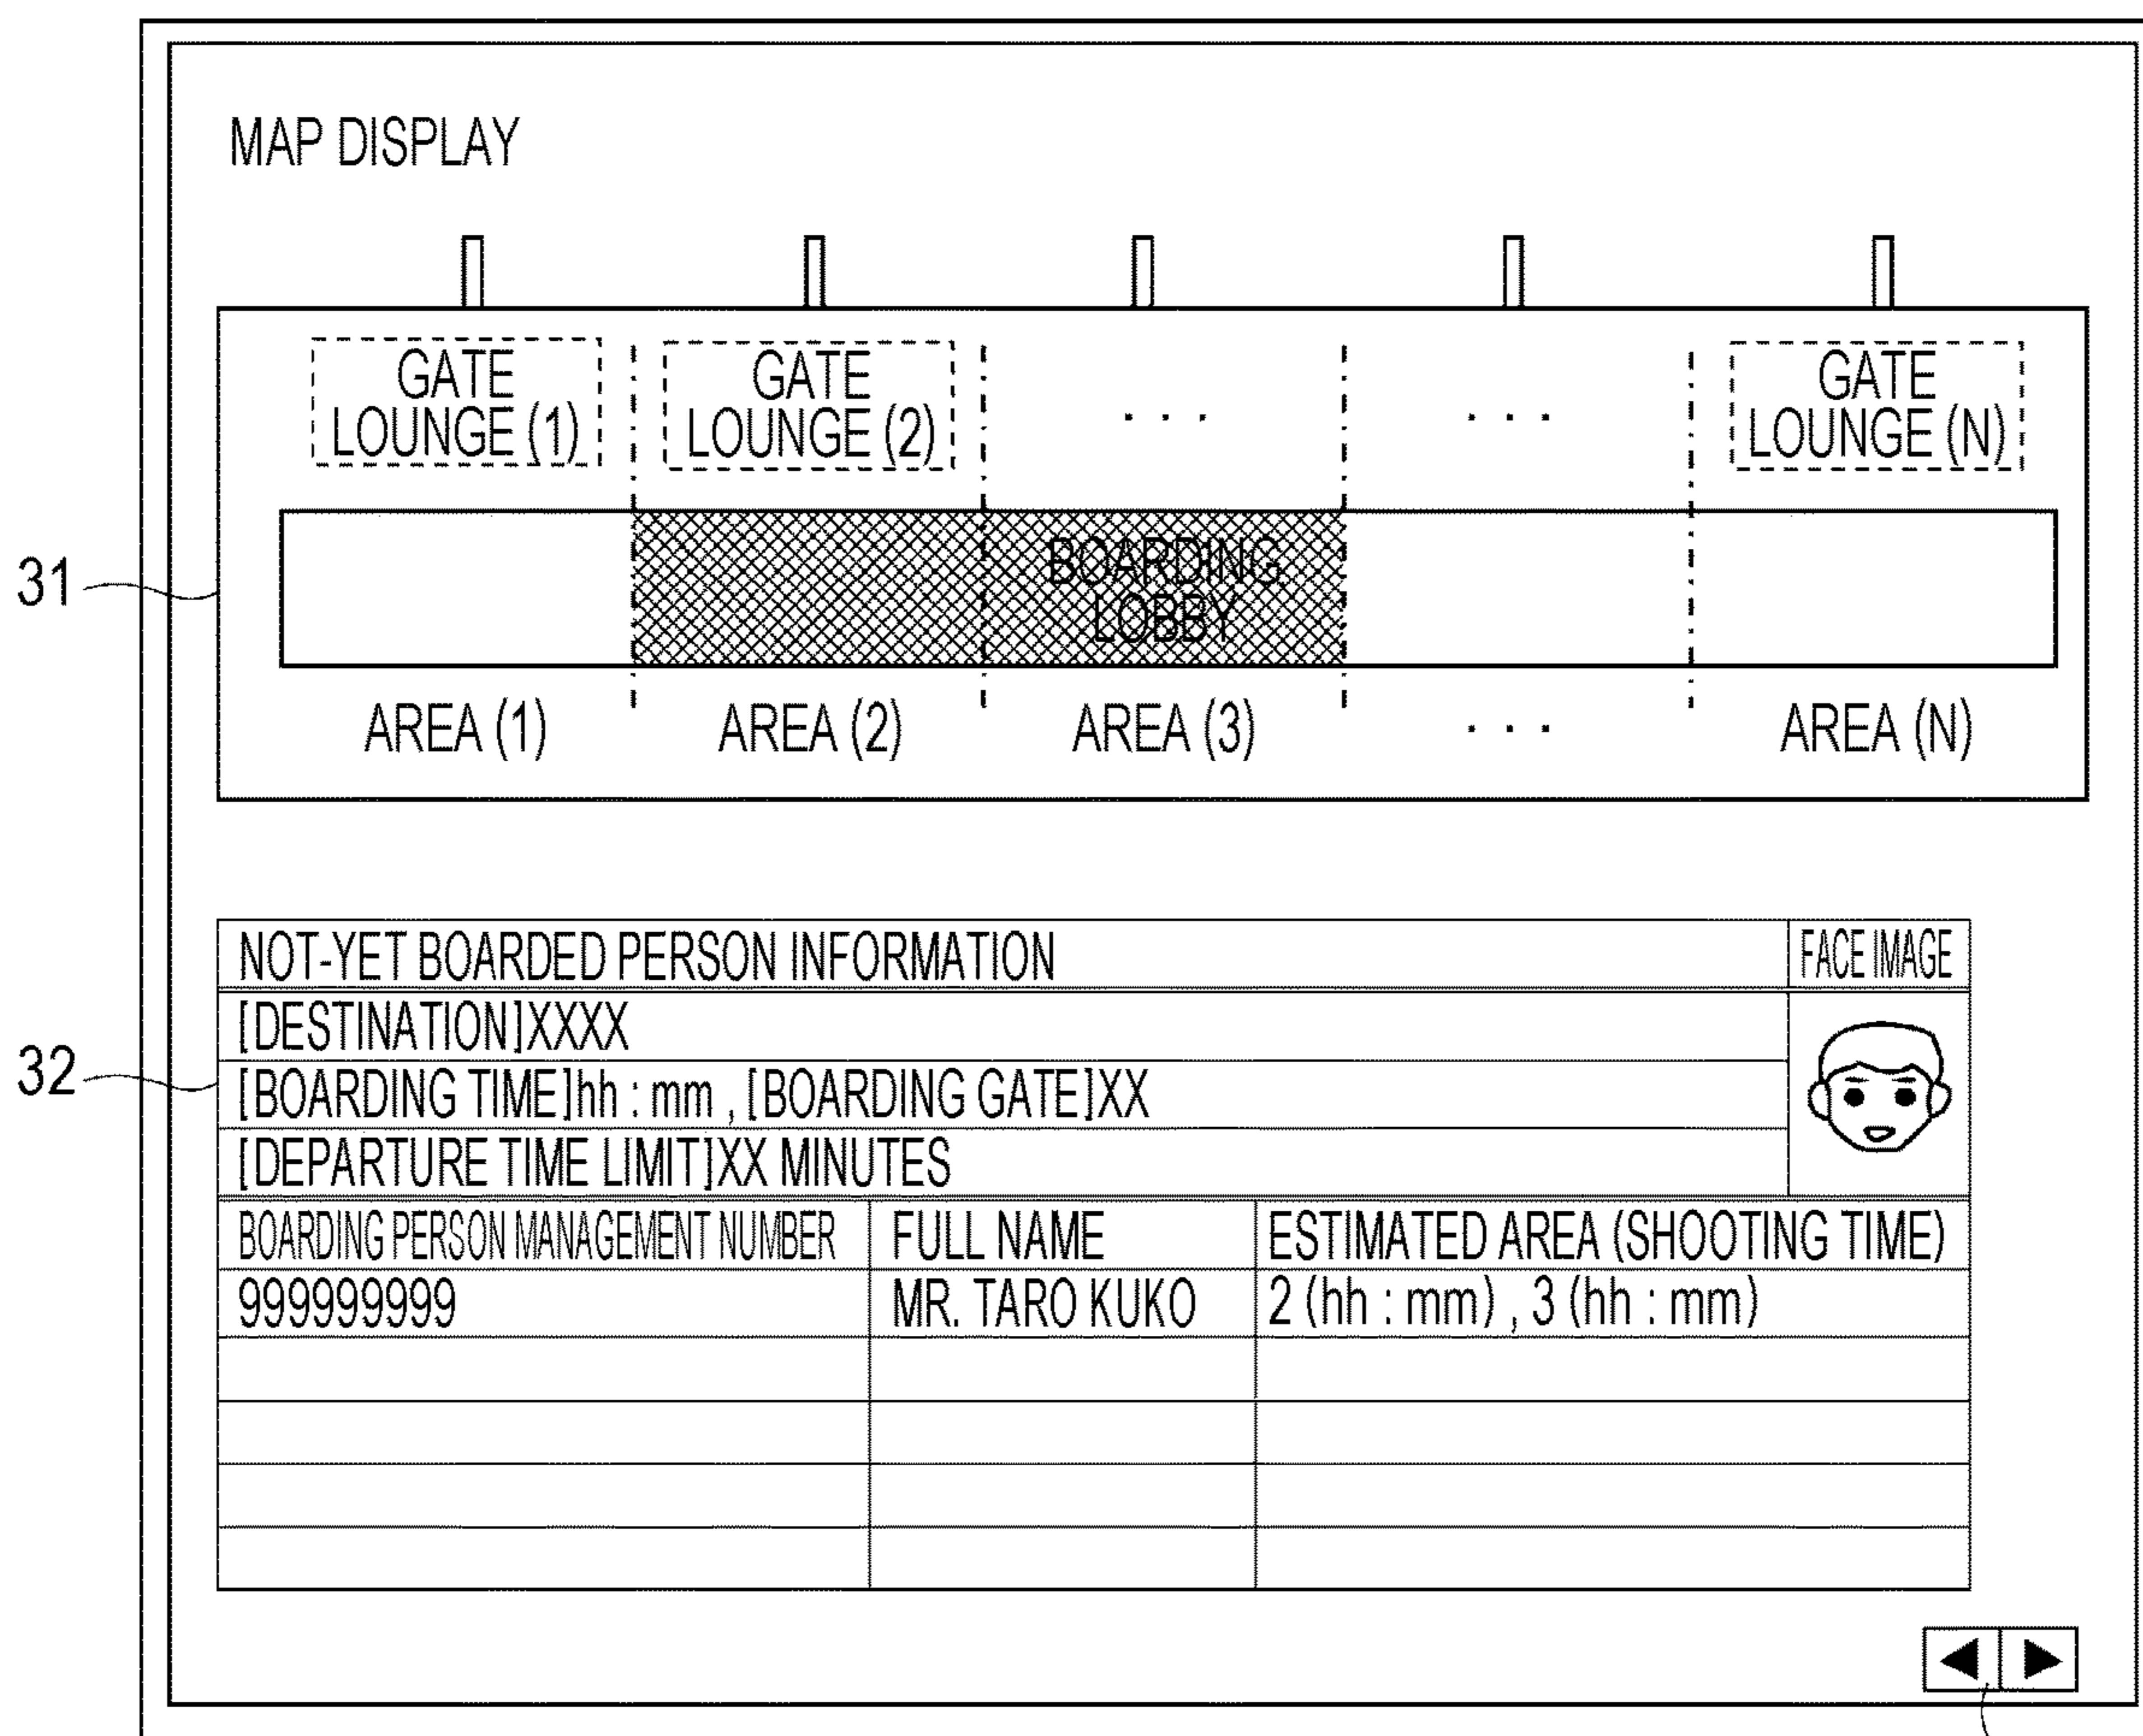 MAP DISPLAY
GATE
LOUNGE (1)
GATE
LOUNGE (2)
. . .
. . .
GATE
LOUNGE (N)
31
BOARDING
LOBBY
AREA (1)
AREA (2)
AREA (3)
. . .
AREA (N)
NOT-YET BOARDED PERSON INFORMATION
FACE IMAGE
32
[DESTINATION]XXXX
[BOARDING TIME]hh : mm , [BOARDING GATE]XX
[DEPARTURE TIME LIMIT]XX MINUTES
BOARDING PERSON MANAGEMENT NUMBER
FULL NAME
ESTIMATED AREA (SHOOTING TIME)
999999999
MR. TARO KUKO
2 (hh : mm) , 3 (hh : mm)